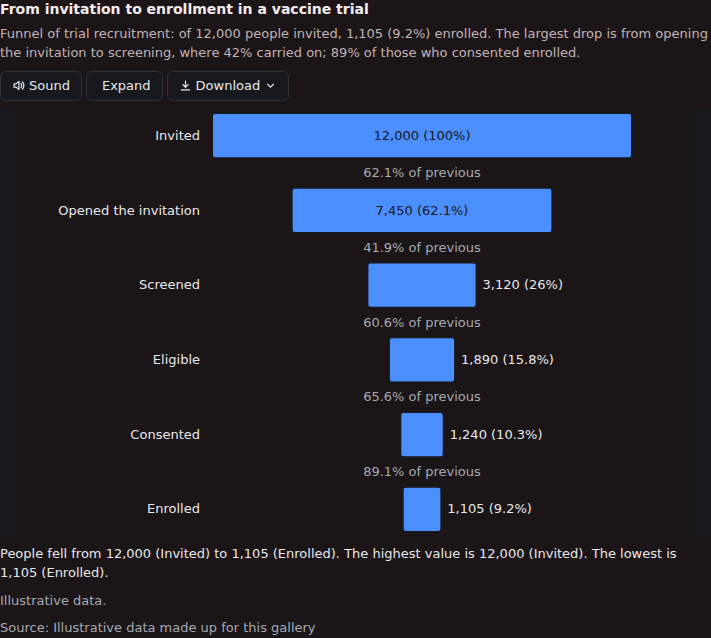 From invitation to enrollment in a vaccine trial
Funnel of trial recruitment: of 12,000 people invited, 1,105 (9.2%) enrolled. The largest drop is from opening
the invitation to screening, where 42% carried on; 89% of those who consented enrolled.
Sound Expand Download
Invited 12,000 (100%)
62.1% of previous
Opened the invitation 7,450 (62.1%)
41.9% of previous
Screened 3,120 (26%)
60.6% of previous
Eligible 1,890 (15.8%)
65.6% of previous
Consented 1,240 (10.3%)
89.1% of previous
Enrolled 1,105 (9.2%)
People fell from 12,000 (Invited) to 1,105 (Enrolled). The highest value is 12,000 (Invited). The lowest is
1,105 (Enrolled).
Illustrative data.
Source: Illustrative data made up for this gallery